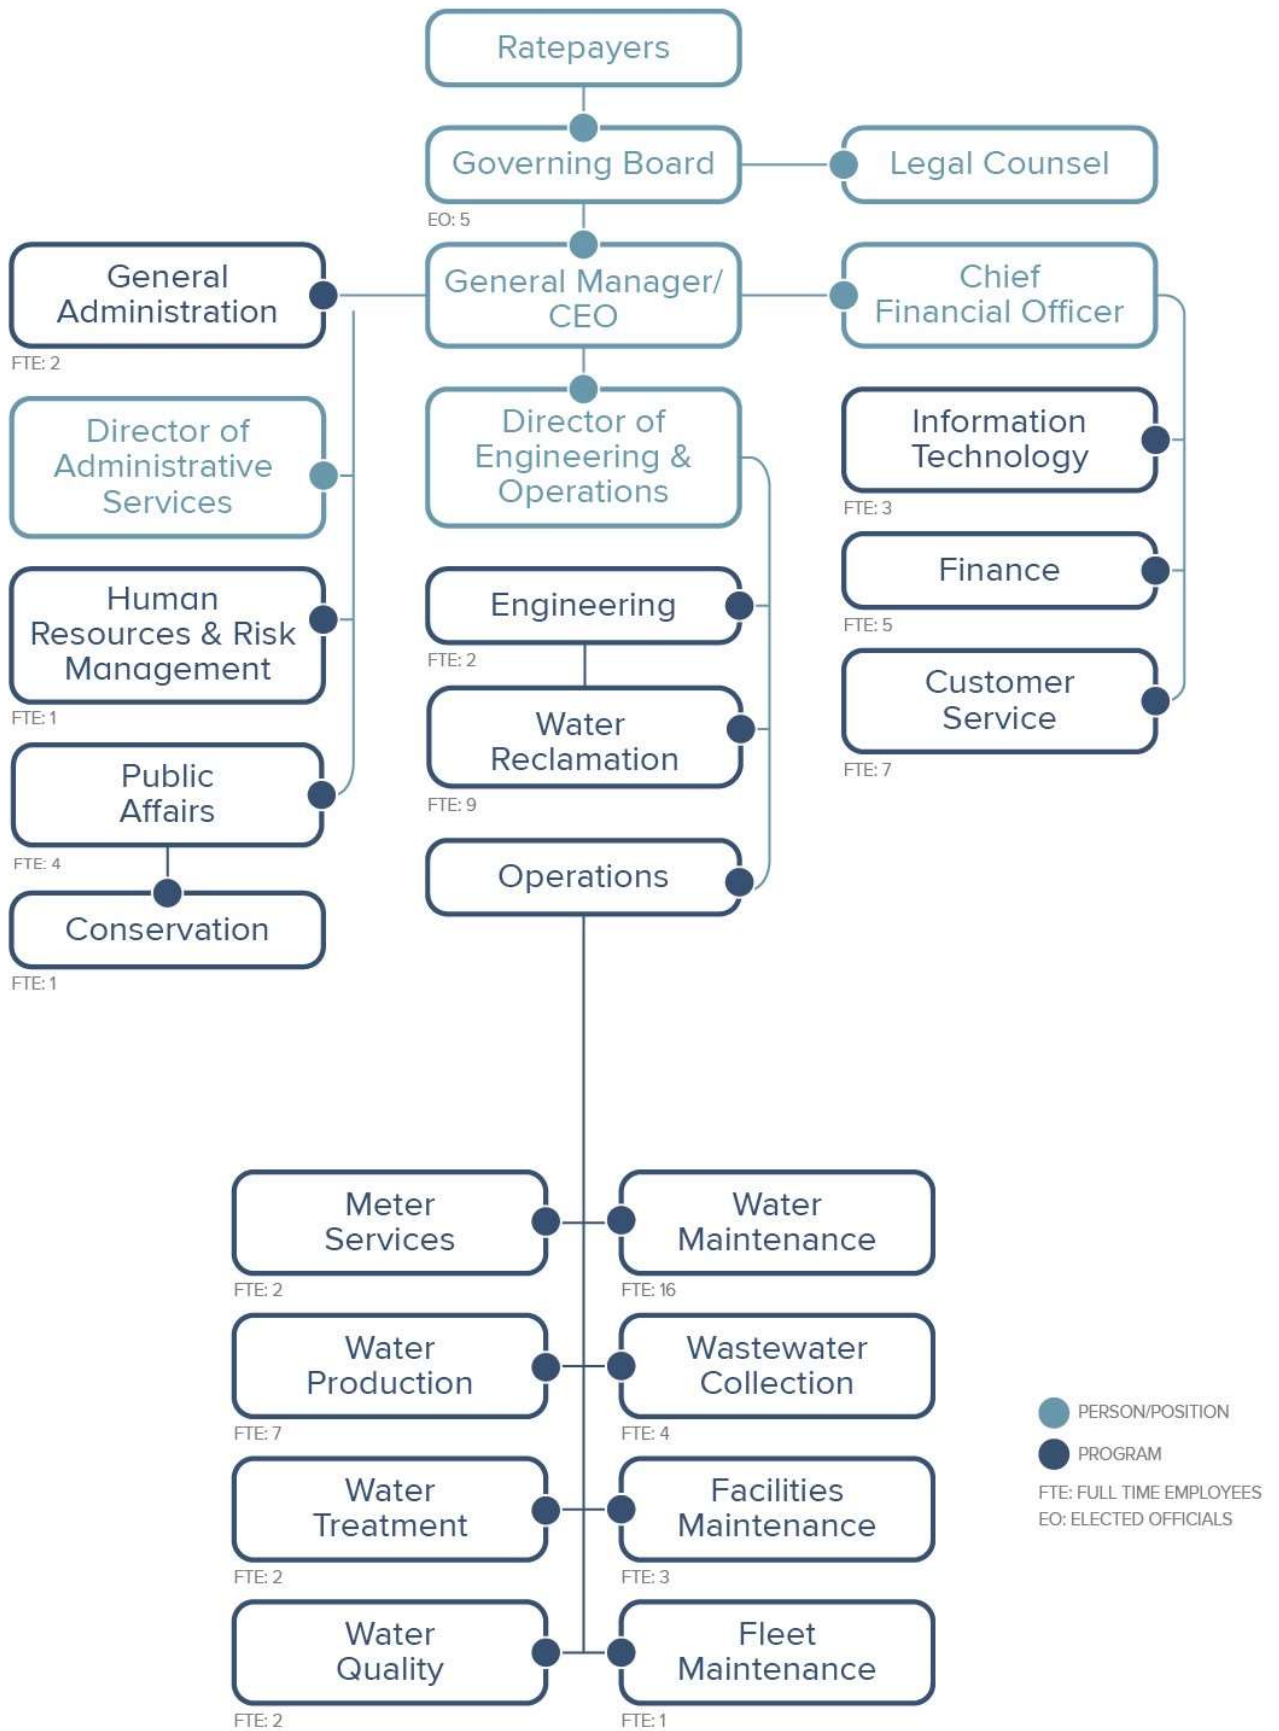 Ratepayers
Governing Board
EO: 5
Legal Counsel
General
Administration
FTE: 2
General Manager/
CEO
Chief
Financial Officer
Director of
Administrative
Services
Human
Resources & Risk
Management
FTE: 1
Public
Affairs
FTE: 4
Conservation
FTE: 1
Director of
Engineering &
Operations
Engineering
FTE: 2
Water
Reclamation
FTE: 9
Operations
Information
Technology
FTE: 3
Finance
FTE: 5
Customer
Service
FTE: 7
Meter
Services
FTE: 2
Water
Maintenance
FTE: 16
Water
Production
FTE: 7
Wastewater
Collection
FTE: 4
Water
Treatment
FTE: 2
Facilities
Maintenance
FTE: 3
Water
Quality
FTE: 2
Fleet
Maintenance
FTE: 1
PERSON/POSITION
PROGRAM
FTE: FULL TIME EMPLOYEES
EO: ELECTED OFFICIALS